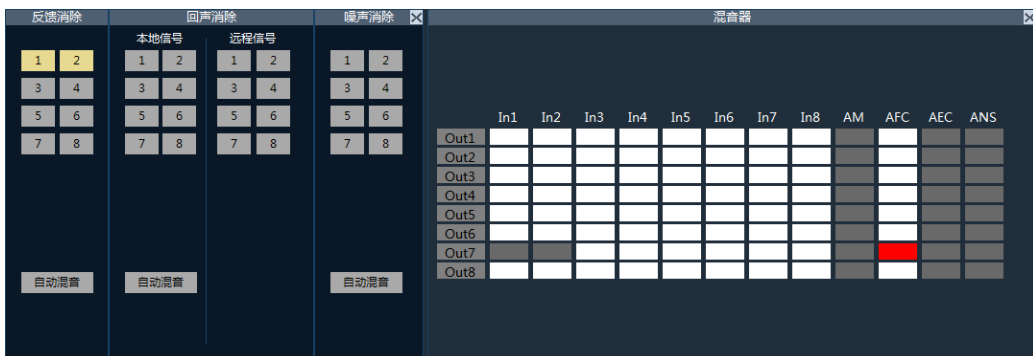 反馈消除 回声消除 噪声消除 混音器
本地信号 远程信号
1 2 1 2 1 2 1 2
3 4 3 4 3 4 3 4
5 6 5 6 5 6 5 6
7 8 7 8 7 8 7 8
自动混音 自动混音 自动混音
In1 In2 In3 In4 In5 In6 In7 In8 AM AFC AEC ANS
Out1
Out2
Out3
Out4
Out5
Out6
Out7
Out8